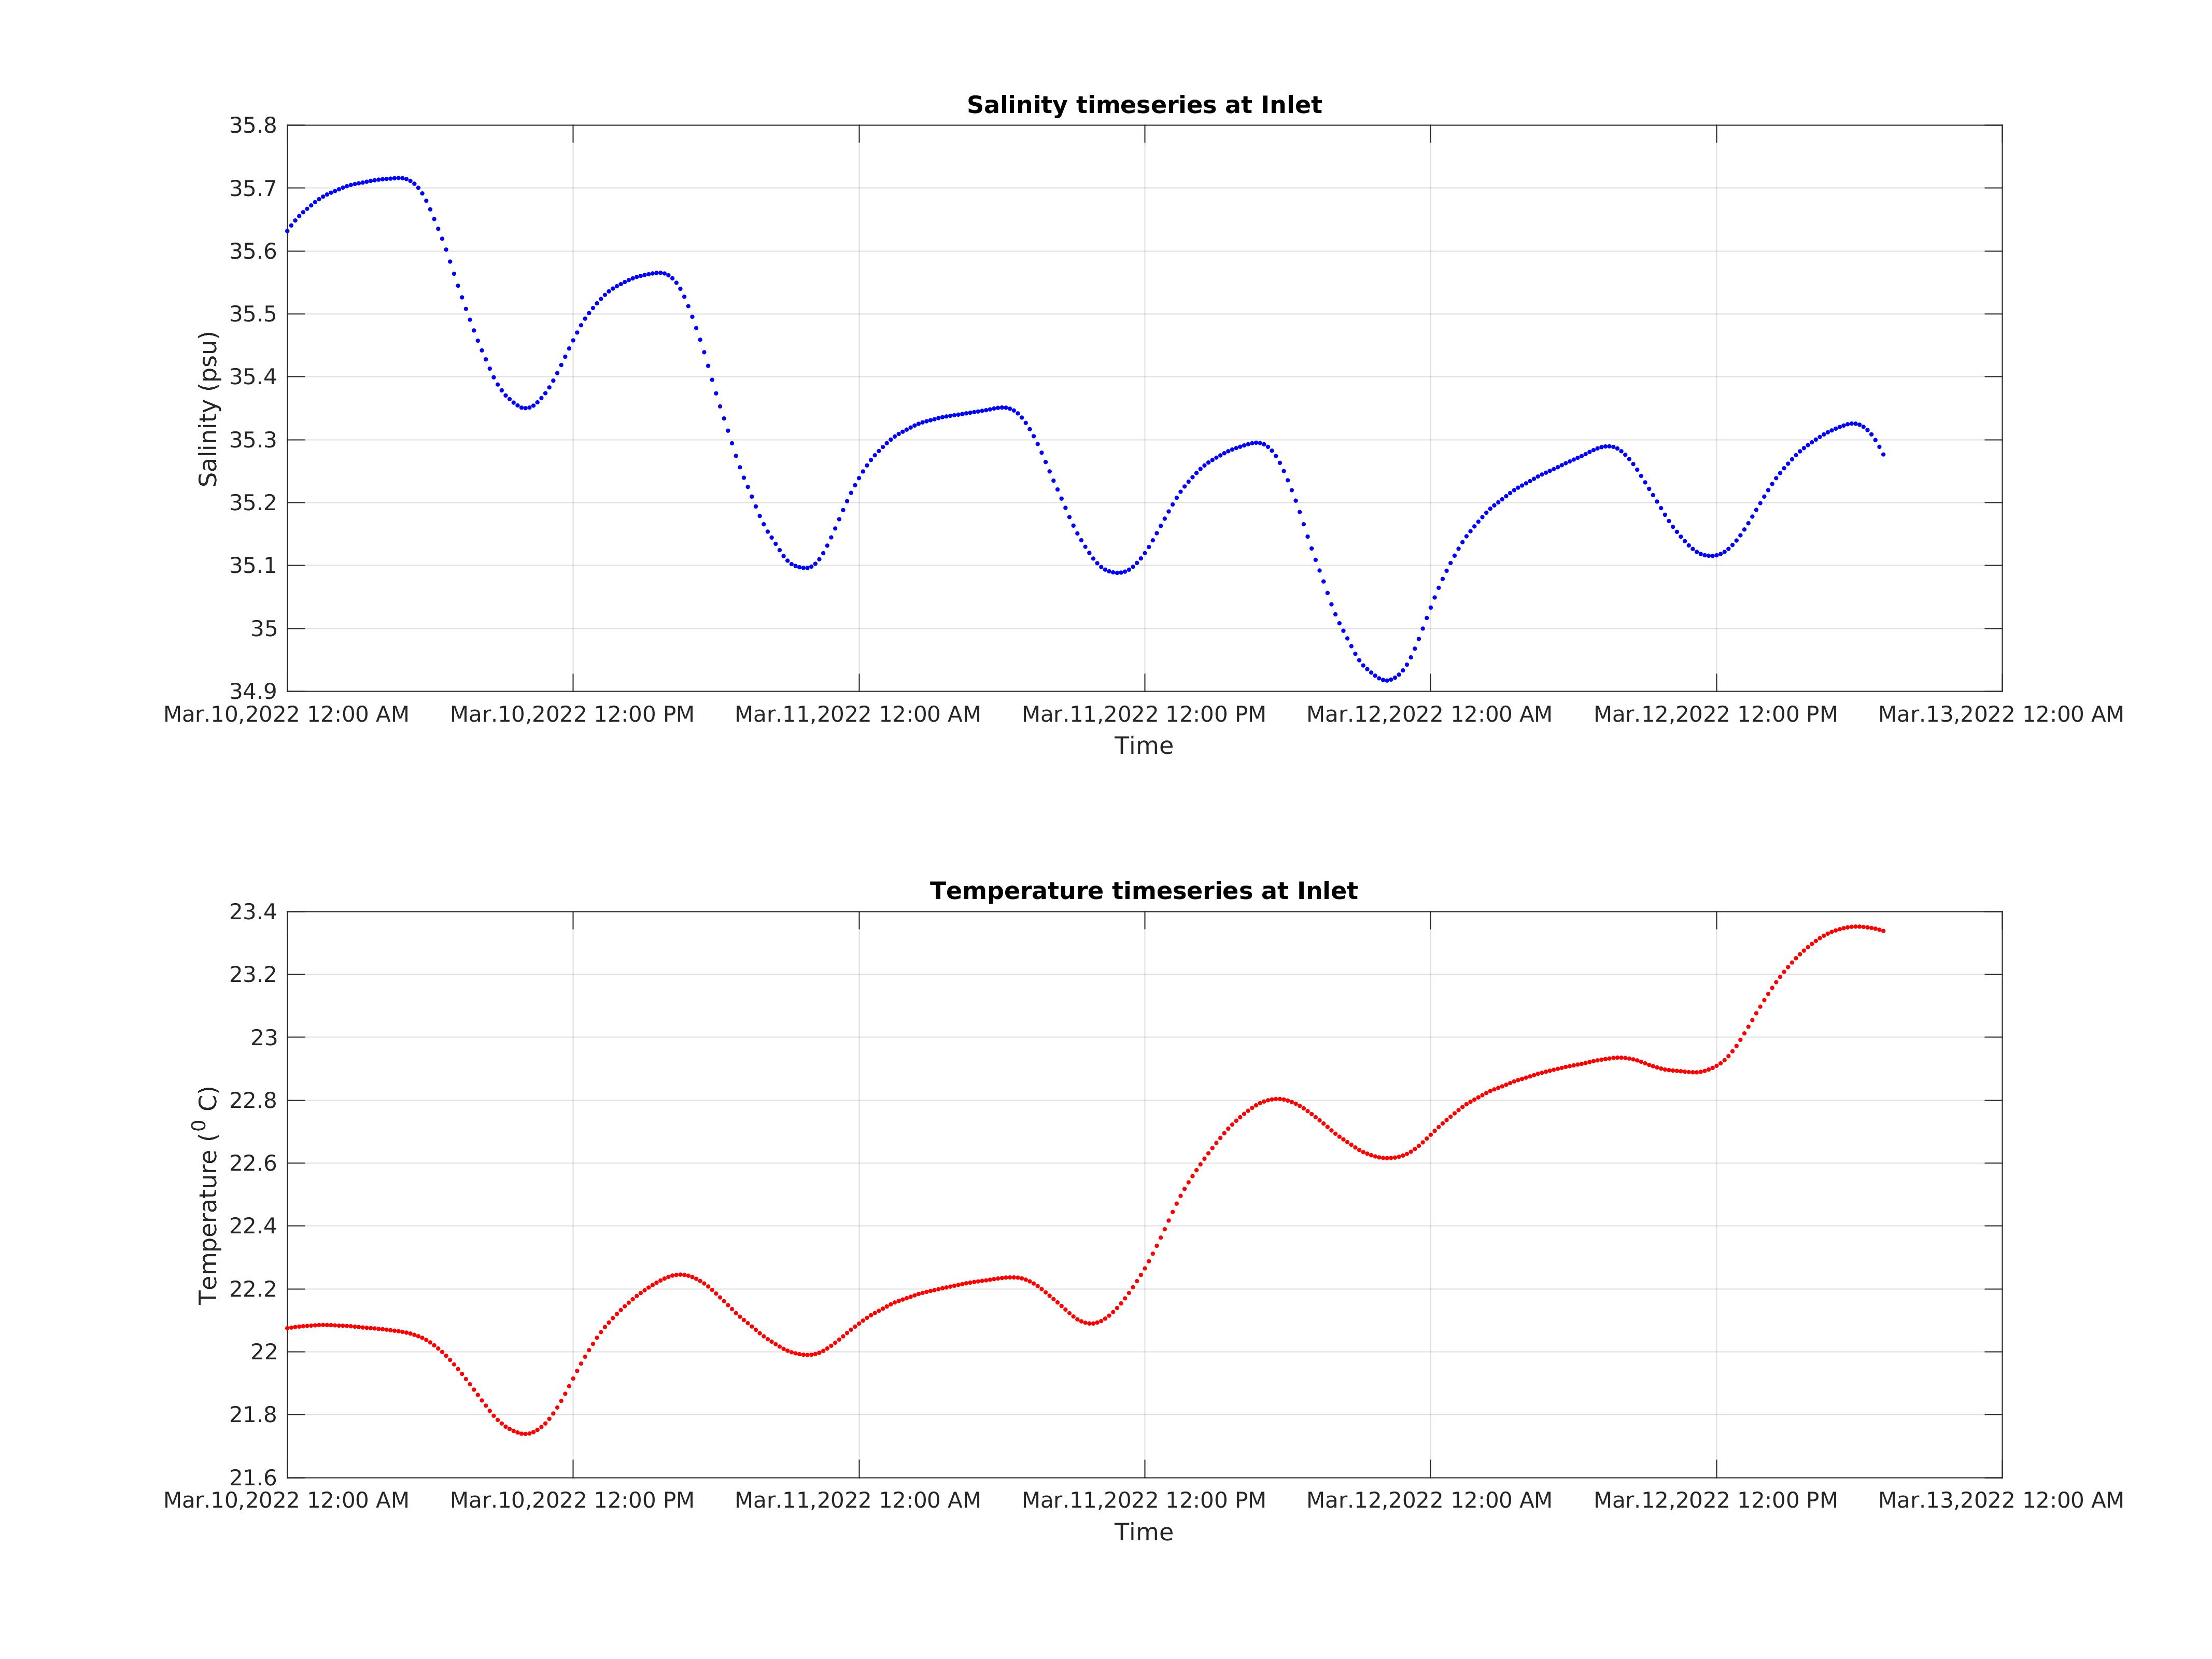 Salinity timeseries at Inlet
35.8
35.7
35.6
35.5
35.4
35.3
35.2
35.1
35
34.9
Salinity (psu)
Mar.10,2022 12:00 AM Mar.10,2022 12:00 PM Mar.11,2022 12:00 AM Mar.11,2022 12:00 PM Mar.12,2022 12:00 AM Mar.12,2022 12:00 PM Mar.13,2022 12:00 AM
Time
Temperature timeseries at Inlet
23.4
23.2
23
22.8
22.6
22.4
22.2
22
21.8
21.6
Temperature (⁰ C)
Mar.10,2022 12:00 AM Mar.10,2022 12:00 PM Mar.11,2022 12:00 AM Mar.11,2022 12:00 PM Mar.12,2022 12:00 AM Mar.12,2022 12:00 PM Mar.13,2022 12:00 AM
Time